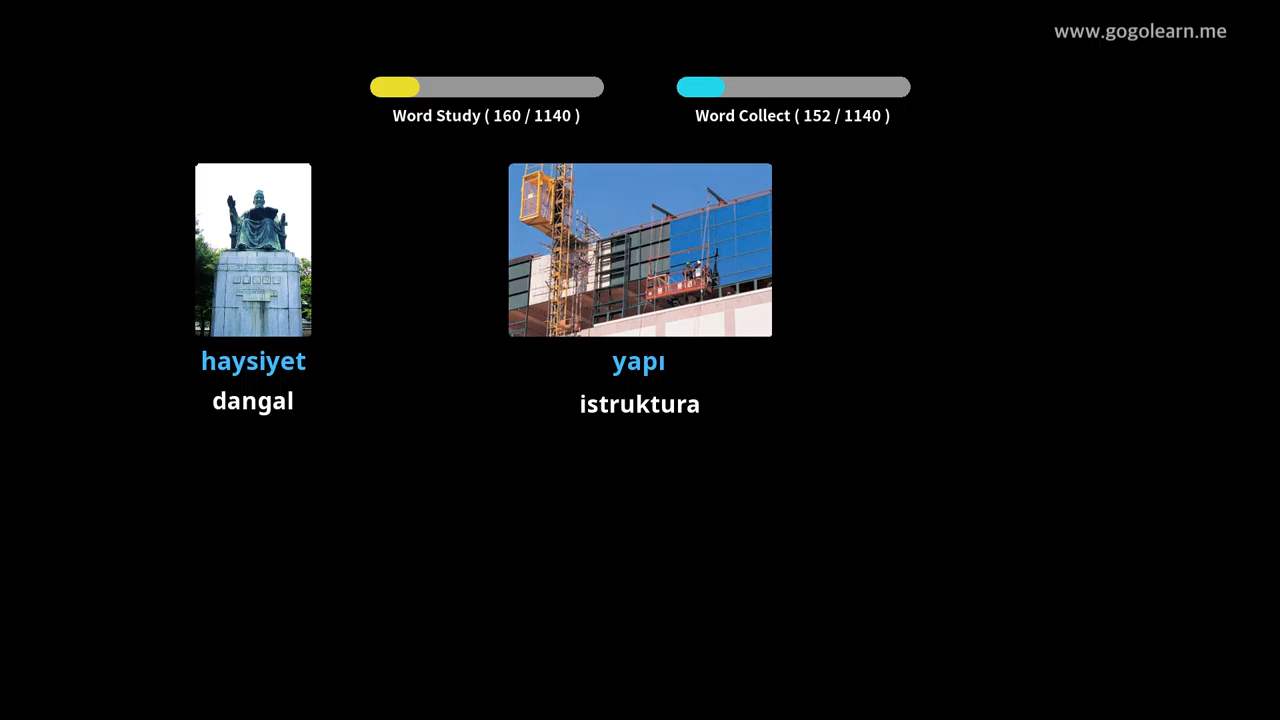 www.gogolearn.me
Word Study ( 160 / 1140 )
Word Collect ( 152 / 1140 )
haysiyet
dangal
yapı
istruktura